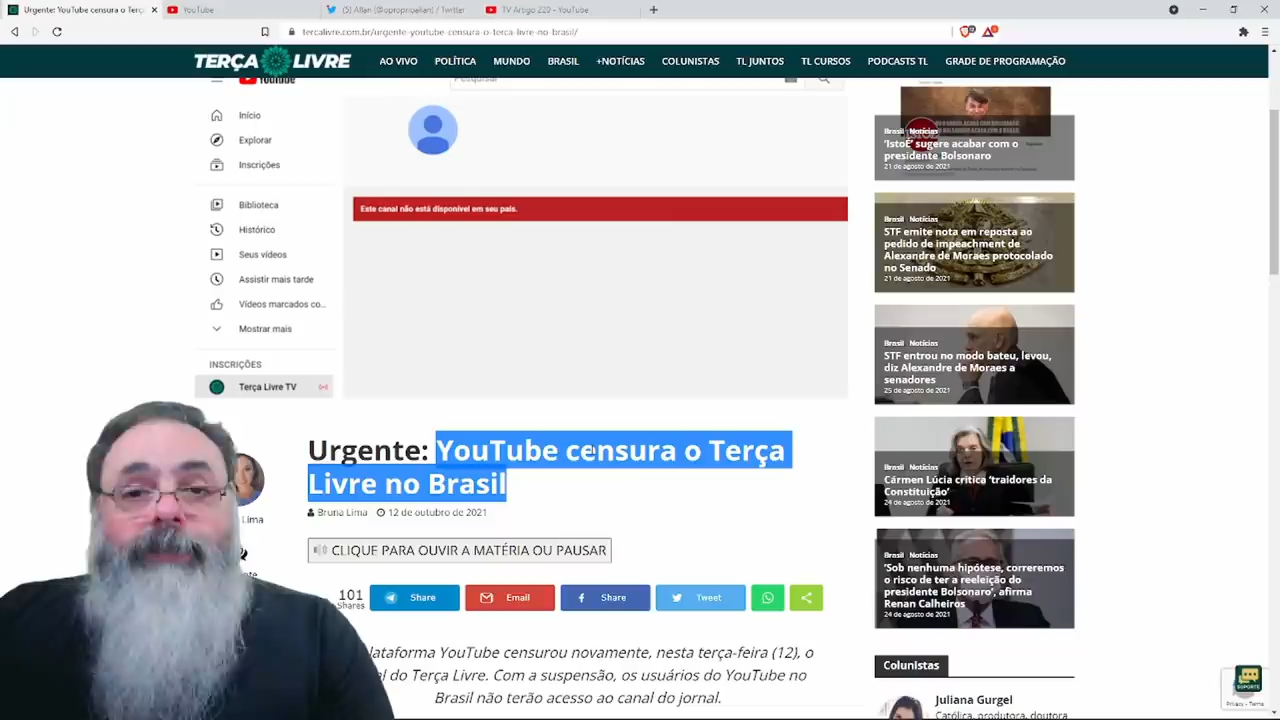 Urgente: YouTube censura o Terça
YouTube
(5) Allan (@opropioallan) / Twitter
TV Artigo 220 - YouTube
tercalivre.com.br/urgente-youtube-censura-o-terca-livre-no-brasil/
TERÇA LIVRE
AO VIVO
POLÍTICA
MUNDO
BRASIL
+NOTÍCIAS
COLUNISTAS
TL JUNTOS
TL CURSOS
PODCASTS TL
GRADE DE PROGRAMAÇÃO
YouTube
Pesquisar
Início
Explorar
Inscrições
Biblioteca
Histórico
Seus vídeos
Assistir mais tarde
Vídeos marcados co...
Mostrar mais
INSCRIÇÕES
Terça Livre TV
Este canal não está disponível em seu país.
Urgente: YouTube censura o Terça
Livre no Brasil
Lima
Bruna Lima
12 de outubro de 2021
CLIQUE PARA OUVIR A MATÉRIA OU PAUSAR
101
Shares
Share
Email
Share
Tweet
lataforma YouTube censurou novamente, nesta terça-feira (12), o
l do Terça Livre. Com a suspensão, os usuários do YouTube no
Brasil não terão acesso ao canal do jornal.
Brasil Notícias
'IstoÉ' sugere acabar com o
presidente Bolsonaro
21 de agosto de 2021
Brasil Notícias
STF emite nota em reposta ao
pedido de impeachment de
Alexandre de Moraes protocolado
no Senado
21 de agosto de 2021
Brasil Notícias
STF entrou no modo bateu, levou,
diz Alexandre de Moraes a
senadores
25 de agosto de 2021
Brasil Notícias
Cármen Lúcia critica 'traidores da
Constituição'
24 de agosto de 2021
Brasil Notícias
'Sob nenhuma hipótese, correremos
o risco de ter a reeleição do
presidente Bolsonaro', afirma
Renan Calheiros
24 de agosto de 2021
Colunistas
Juliana Gurgel
Católica, produtora, doutora
SUPORTE
Privacy - Terms